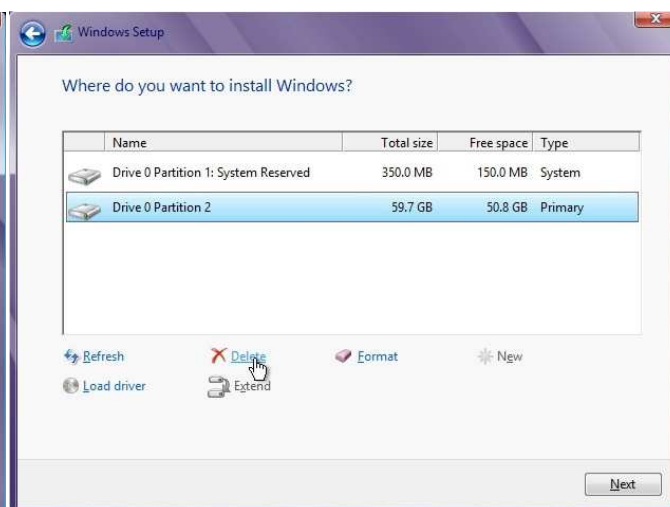 Windows Setup
Where do you want to install Windows?
Name Total size Free space Type
Drive 0 Partition 1: System Reserved 350.0 MB 150.0 MB System
Drive 0 Partition 2 59.7 GB 50.8 GB Primary
Refresh Delete Format New
Load driver Extend
Next